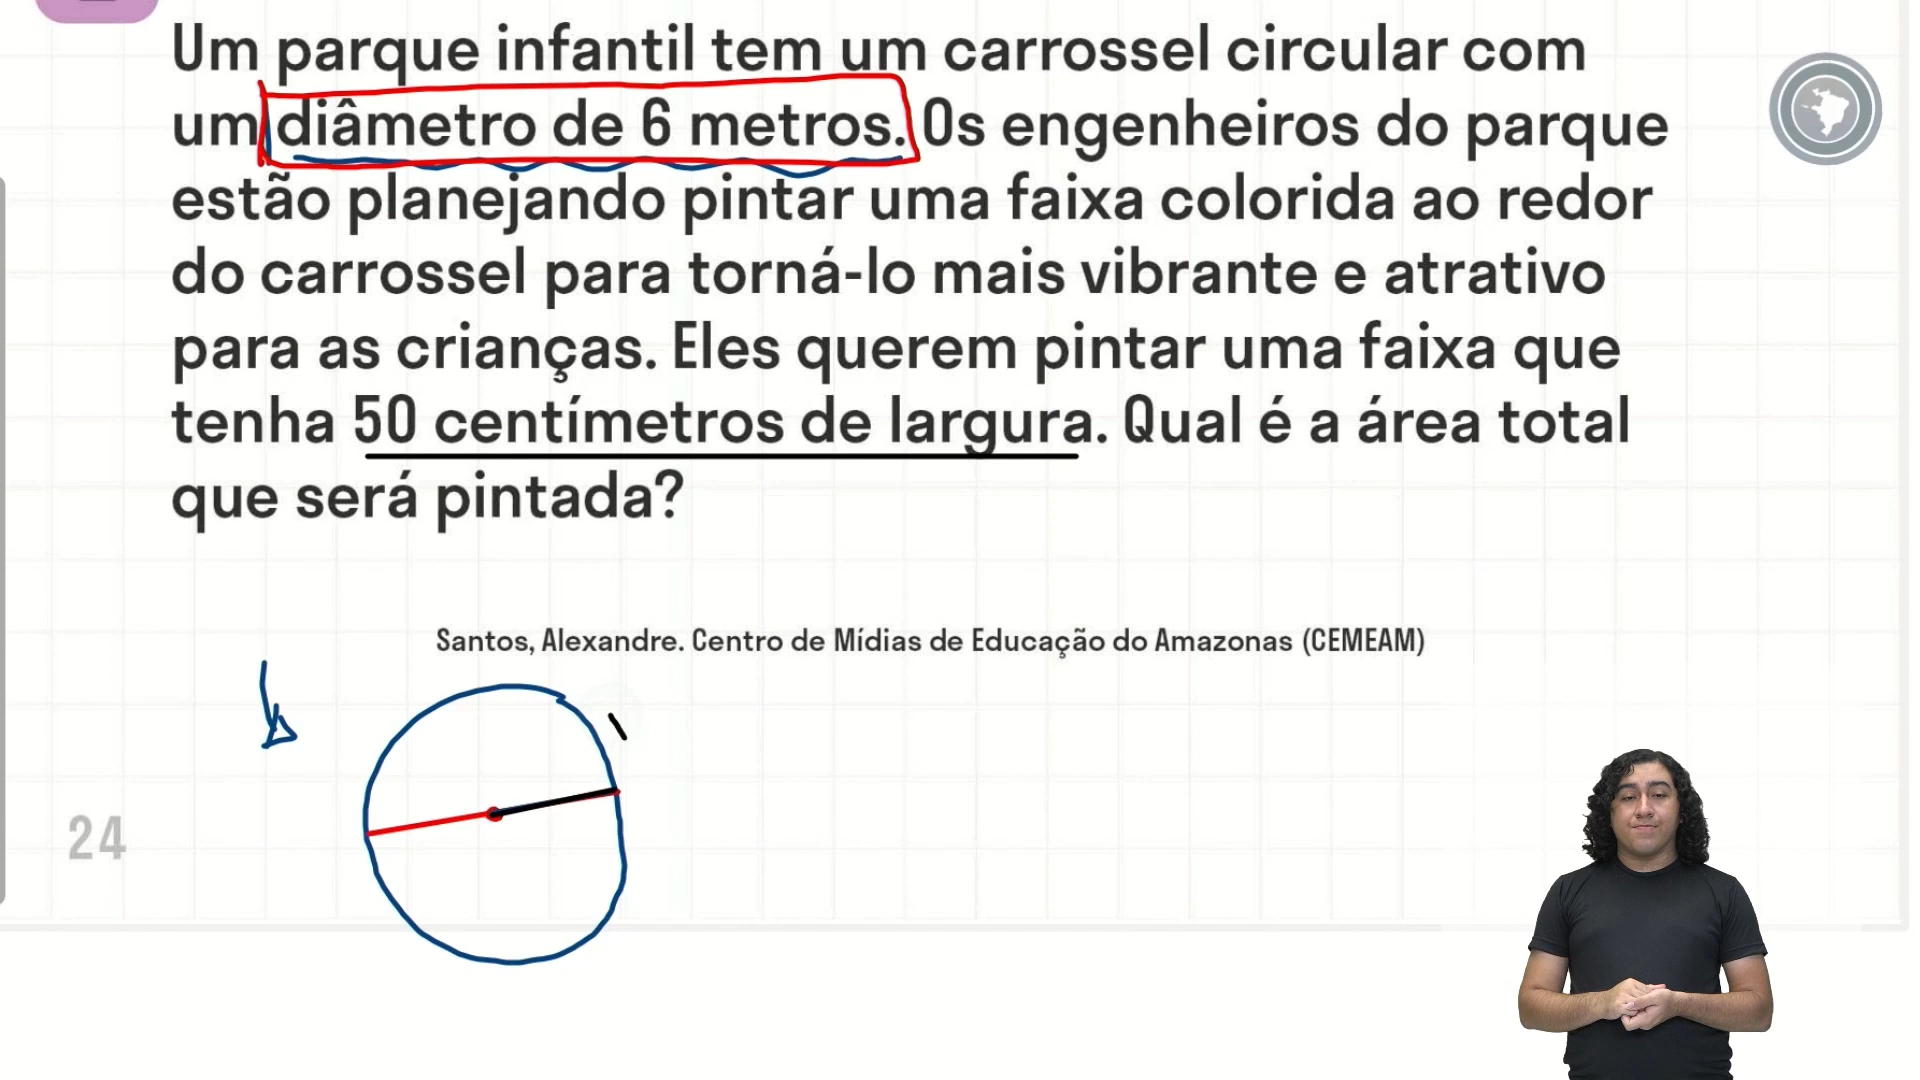 Um parque infantil tem um carrossel circular com
um diâmetro de 6 metros. Os engenheiros do parque
estão planejando pintar uma faixa colorida ao redor
do carrossel para torná-lo mais vibrante e atrativo
para as crianças. Eles querem pintar uma faixa que
tenha 50 centímetros de largura. Qual é a área total
que será pintada?
Santos, Alexandre. Centro de Mídias de Educação do Amazonas (CEMEAM)
24